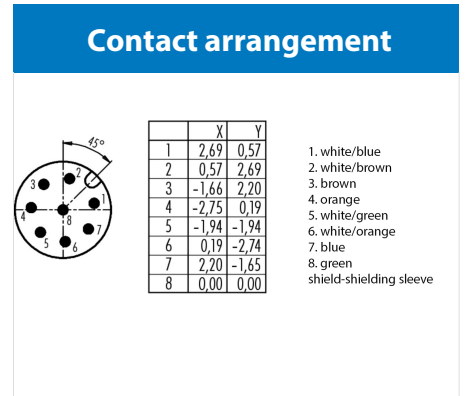 Contact arrangement
45°
3
2
1
4
8
5
6
7
X Y
1 2,69 0,57
2 0,57 2,69
3 -1,66 2,20
4 -2,75 0,19
5 -1,94 -1,94
6 0,19 -2,74
7 2,20 -1,65
8 0,00 0,00
1. white/blue
2. white/brown
3. brown
4. orange
5. white/green
6. white/orange
7. blue
8. green
shield-shielding sleeve